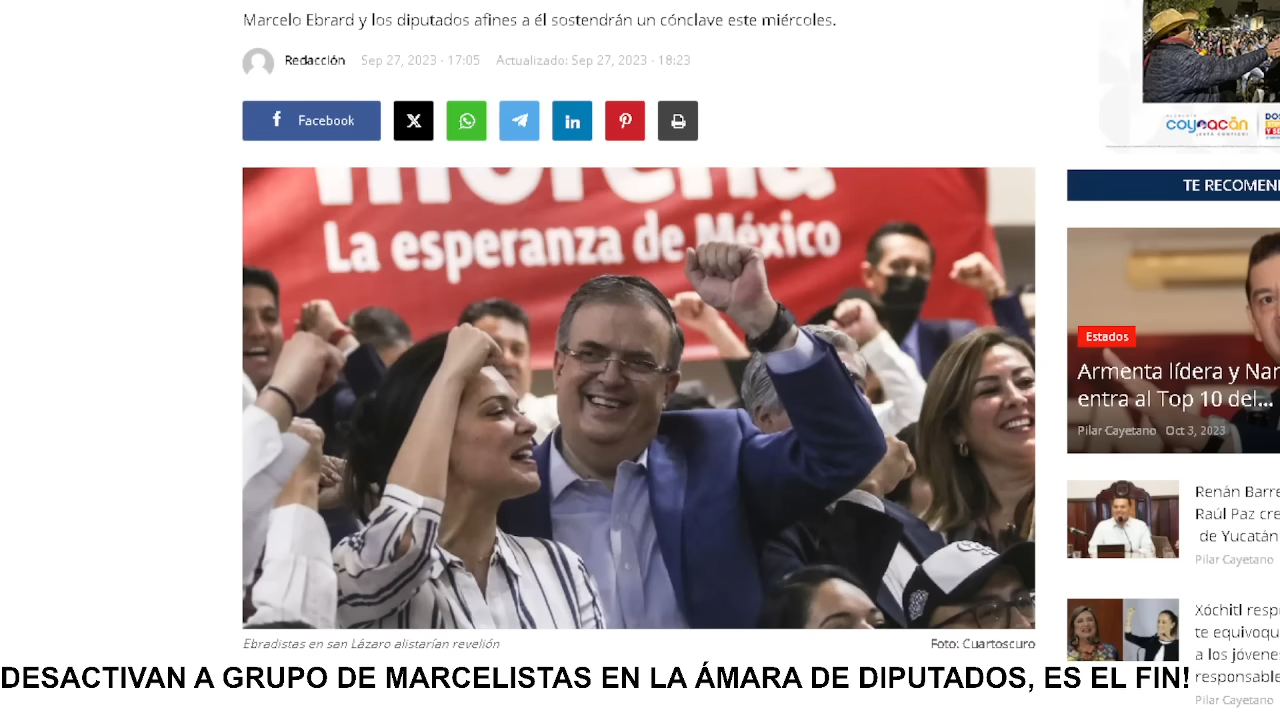 Marcelo Ebrard y los diputados afines a él sostendrán un cónclave este miércoles.
Redacción Sep 27, 2023 - 17:05 Actualizado: Sep 27, 2023 - 18:23
Facebook
morena
La esperanza de México
Ebradistas en san Lázaro alistarían revelión
Foto: Cuartoscuro
coyoacán
TE RECOMEN
Estados
Armenta lídera y Nar
entra al Top 10 del...
Pilar Cayetano Oct 3, 2023
Renán Barre
Raúl Paz cre
de Yucatán
Pilar Cayetano
Xóchitl resp
te equivoqu
a los jóvene
responsable
Pilar Cayetano
DESACTIVAN A GRUPO DE MARCELISTAS EN LA ÁMARA DE DIPUTADOS, ES EL FIN!